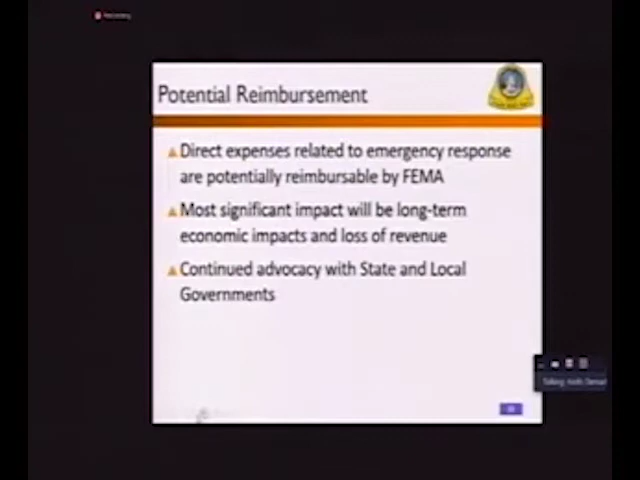 Potential Reimbursement
Direct expenses related to emergency response
are potentially reimbursable by FEMA
Most significant impact will be long-term
economic impacts and loss of revenue
Continued advocacy with State and Local
Governments